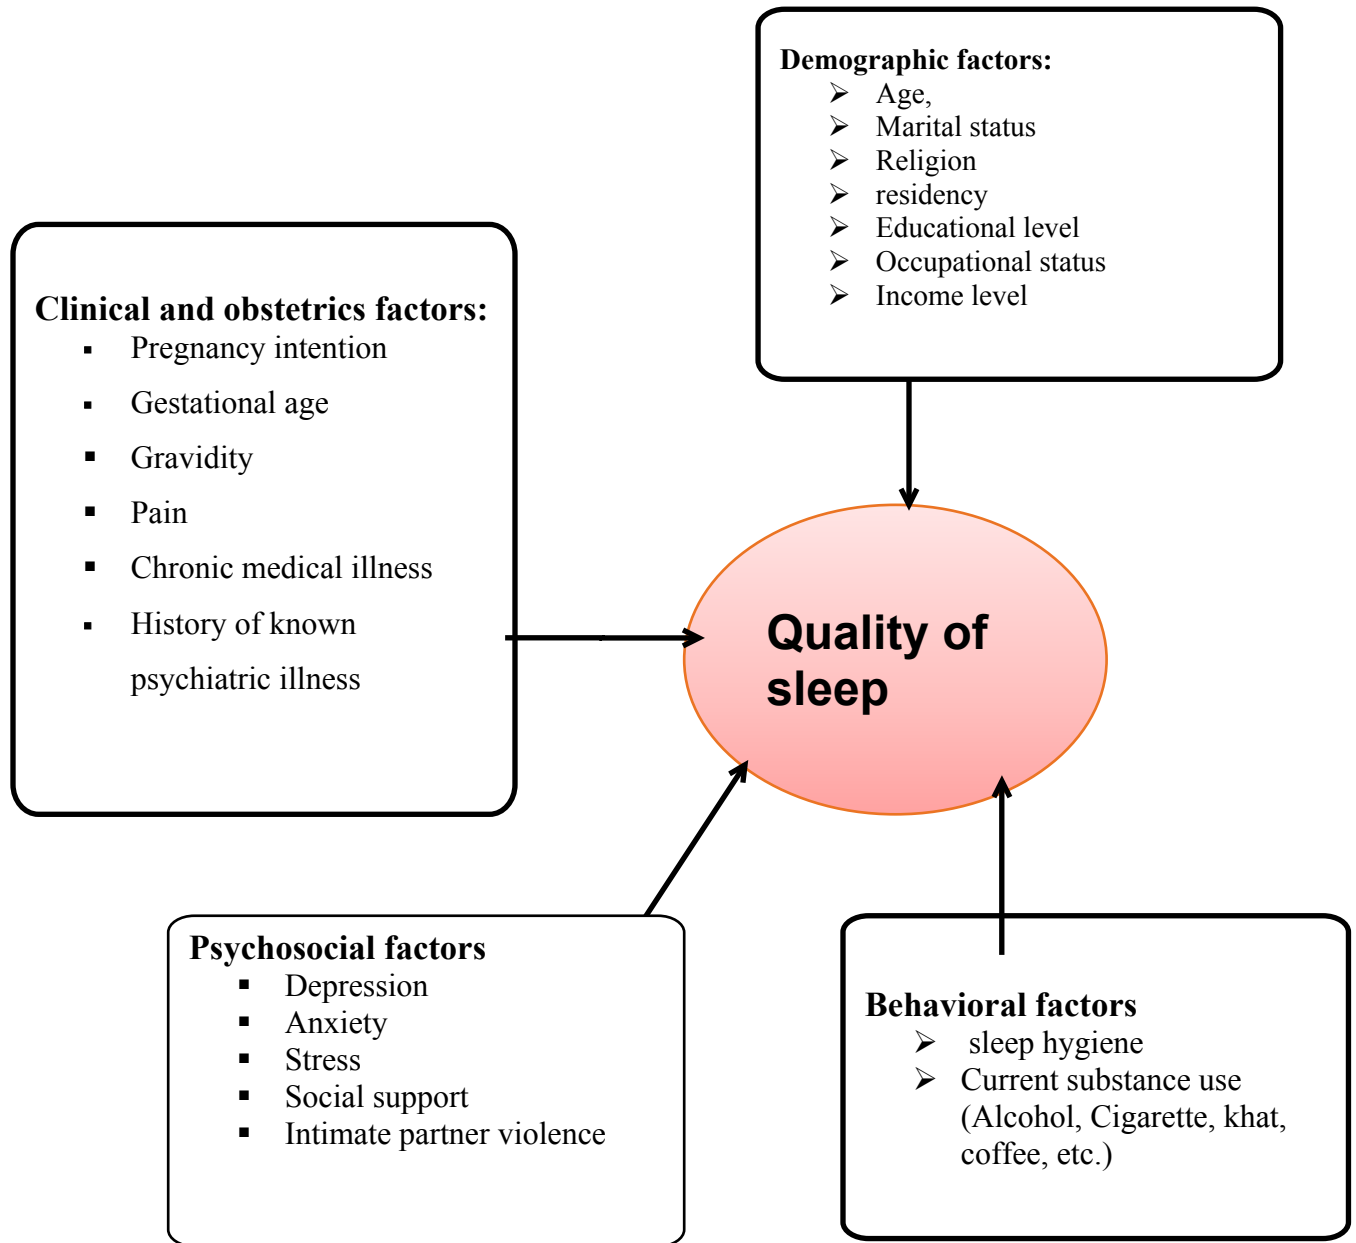 Demographic factors:
➢ Age,
➢ Marital status
➢ Religion
➢ residency
➢ Educational level
➢ Occupational status
➢ Income level
Clinical and obstetrics factors:
▪ Pregnancy intention
▪ Gestational age
▪ Gravidity
▪ Pain
▪ Chronic medical illness
▪ History of known
psychiatric illness
Quality of
sleep
Psychosocial factors
▪ Depression
▪ Anxiety
▪ Stress
▪ Social support
▪ Intimate partner violence
Behavioral factors
➢ sleep hygiene
➢ Current substance use
(Alcohol, Cigarette, khat,
coffee, etc.)